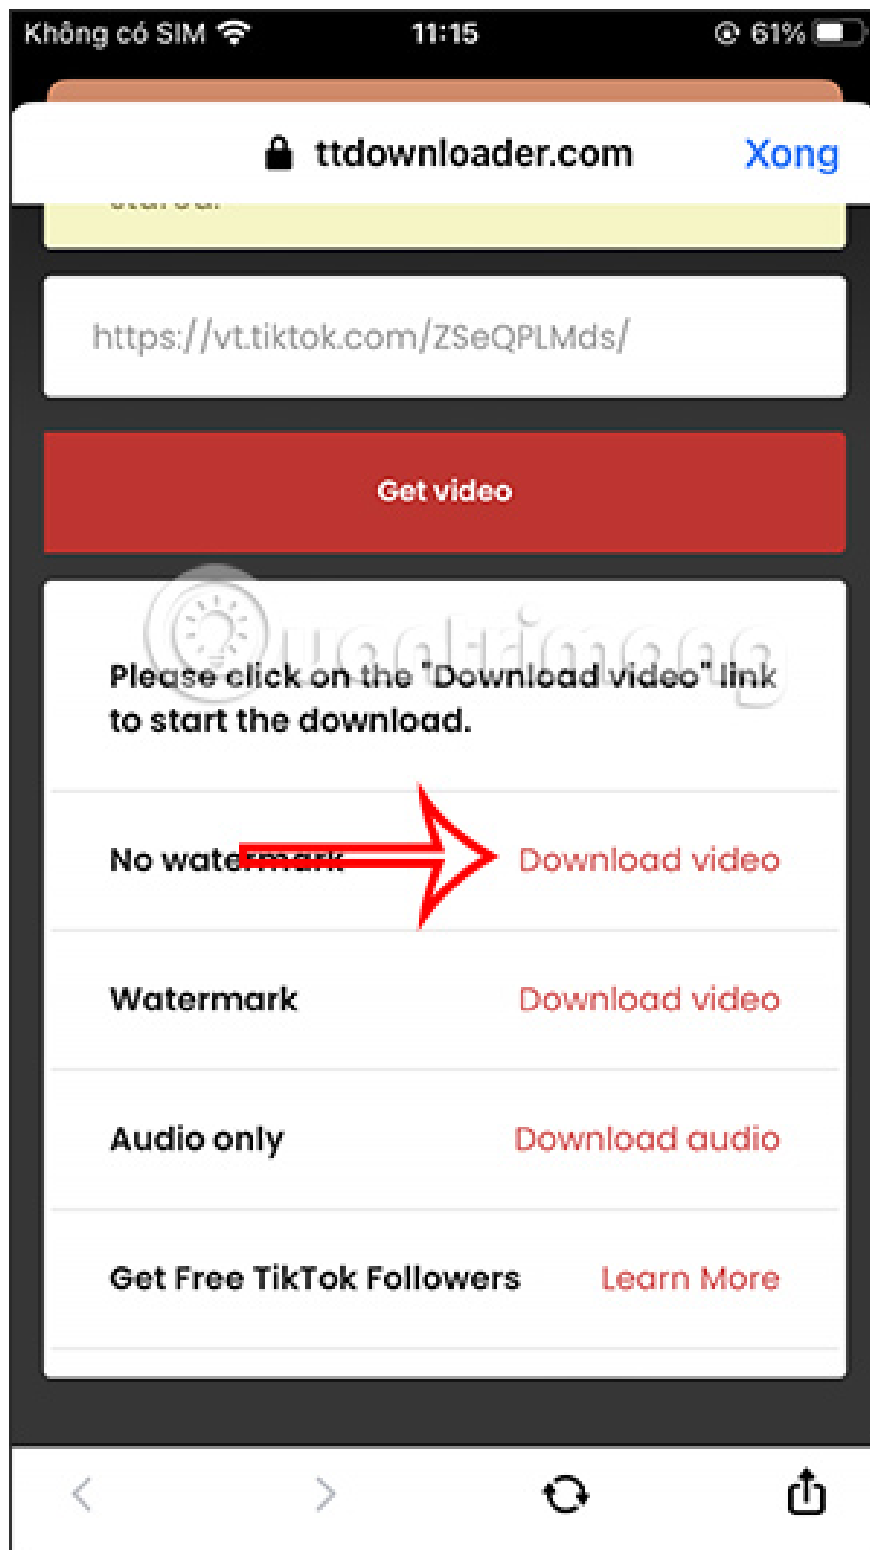 Không có SIM 11:15 61%
ttdownloader.com Xong
https://vt.tiktok.com/ZSeQPLMds/
Get video
Quantrimang
Please click on the "Download video" link
to start the download.
No watermark Download video
Watermark Download video
Audio only Download audio
Get Free TikTok Followers Learn More